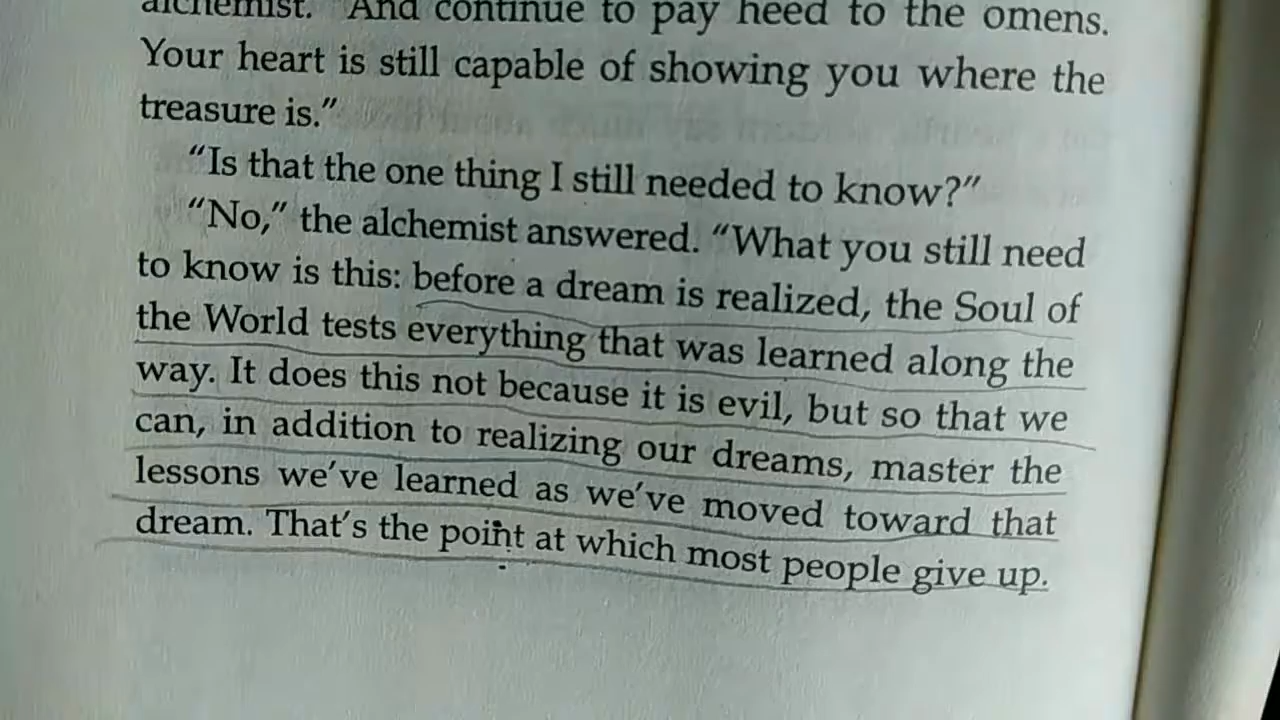 alchemist. "And continue to pay heed to the omens.
Your heart is still capable of showing you where the
treasure is."
"Is that the one thing I still needed to know?"
"No," the alchemist answered. "What you still need
to know is this: before a dream is realized, the Soul of
the World tests everything that was learned along the
way. It does this not because it is evil, but so that we
can, in addition to realizing our dreams, master the
lessons we've learned as we've moved toward that
dream. That's the point at which most people give up.